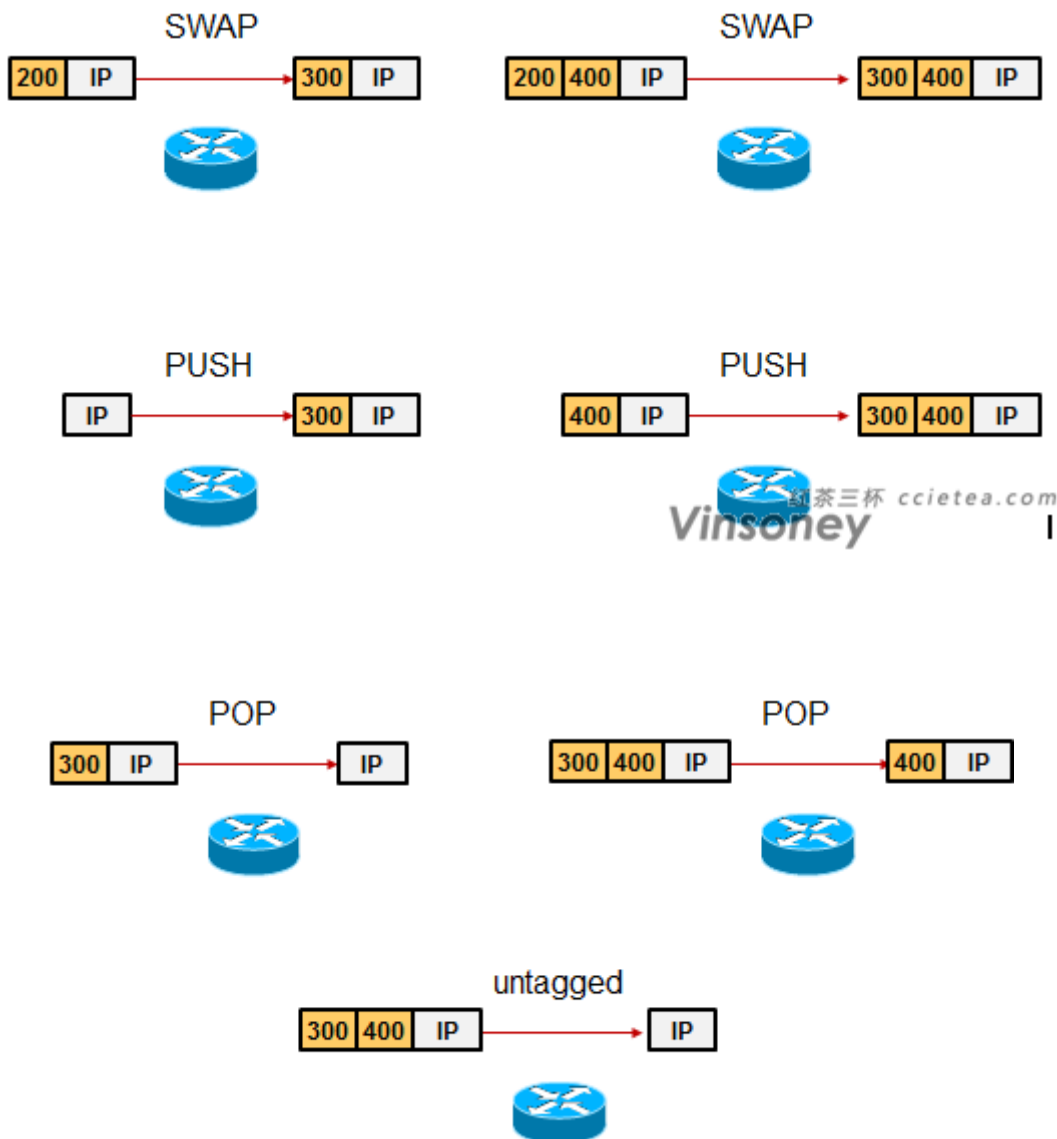 SWAP SWAP
200 IP 300 IP 200 400 IP 300 400 IP
PUSH PUSH
IP 300 IP 400 IP 300 400 IP
红茶三杯 ccietea.com
Vinsoney
POP POP
300 IP IP 300 400 IP 400 IP
untagged
300 400 IP IP